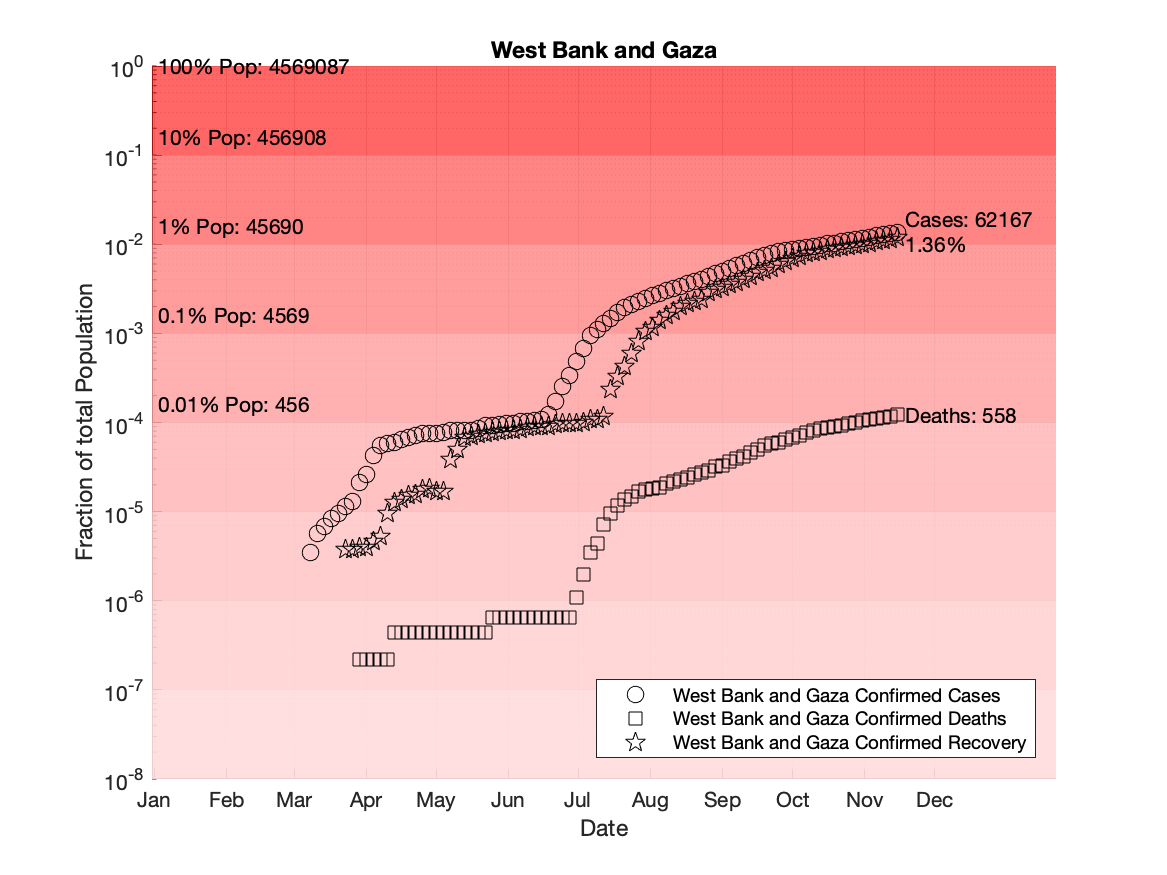 West Bank and Gaza
10^0
100% Pop: 4569087
10% Pop: 456908
10^-1
1% Pop: 45690
Cases: 62167
10^-2
1.36%
0.1% Pop: 4569
10^-3
0.01% Pop: 456
Deaths: 558
10^-4
10^-5
10^-6
10^-7
10^-8
Fraction of total Population
West Bank and Gaza Confirmed Cases
West Bank and Gaza Confirmed Deaths
West Bank and Gaza Confirmed Recovery
Jan Feb Mar Apr May Jun Jul Aug Sep Oct Nov Dec
Date